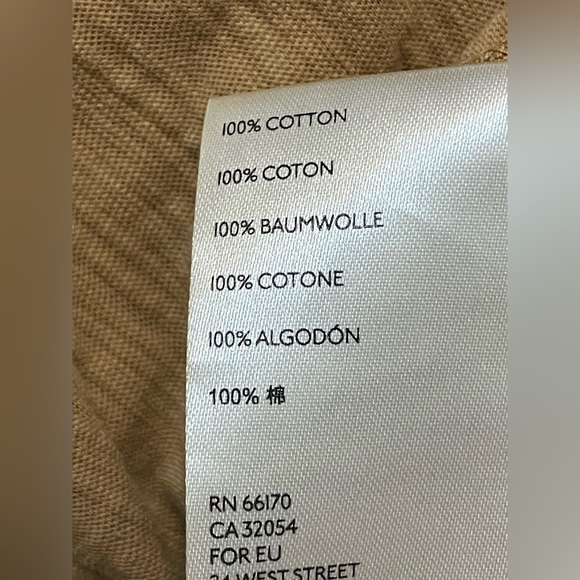 100% COTTON
100% COTON
100% BAUMWOLLE
100% COTONE
100% ALGODÓN
100% 棉
RN 66170
CA 32054
FOR EU
WEST STREET